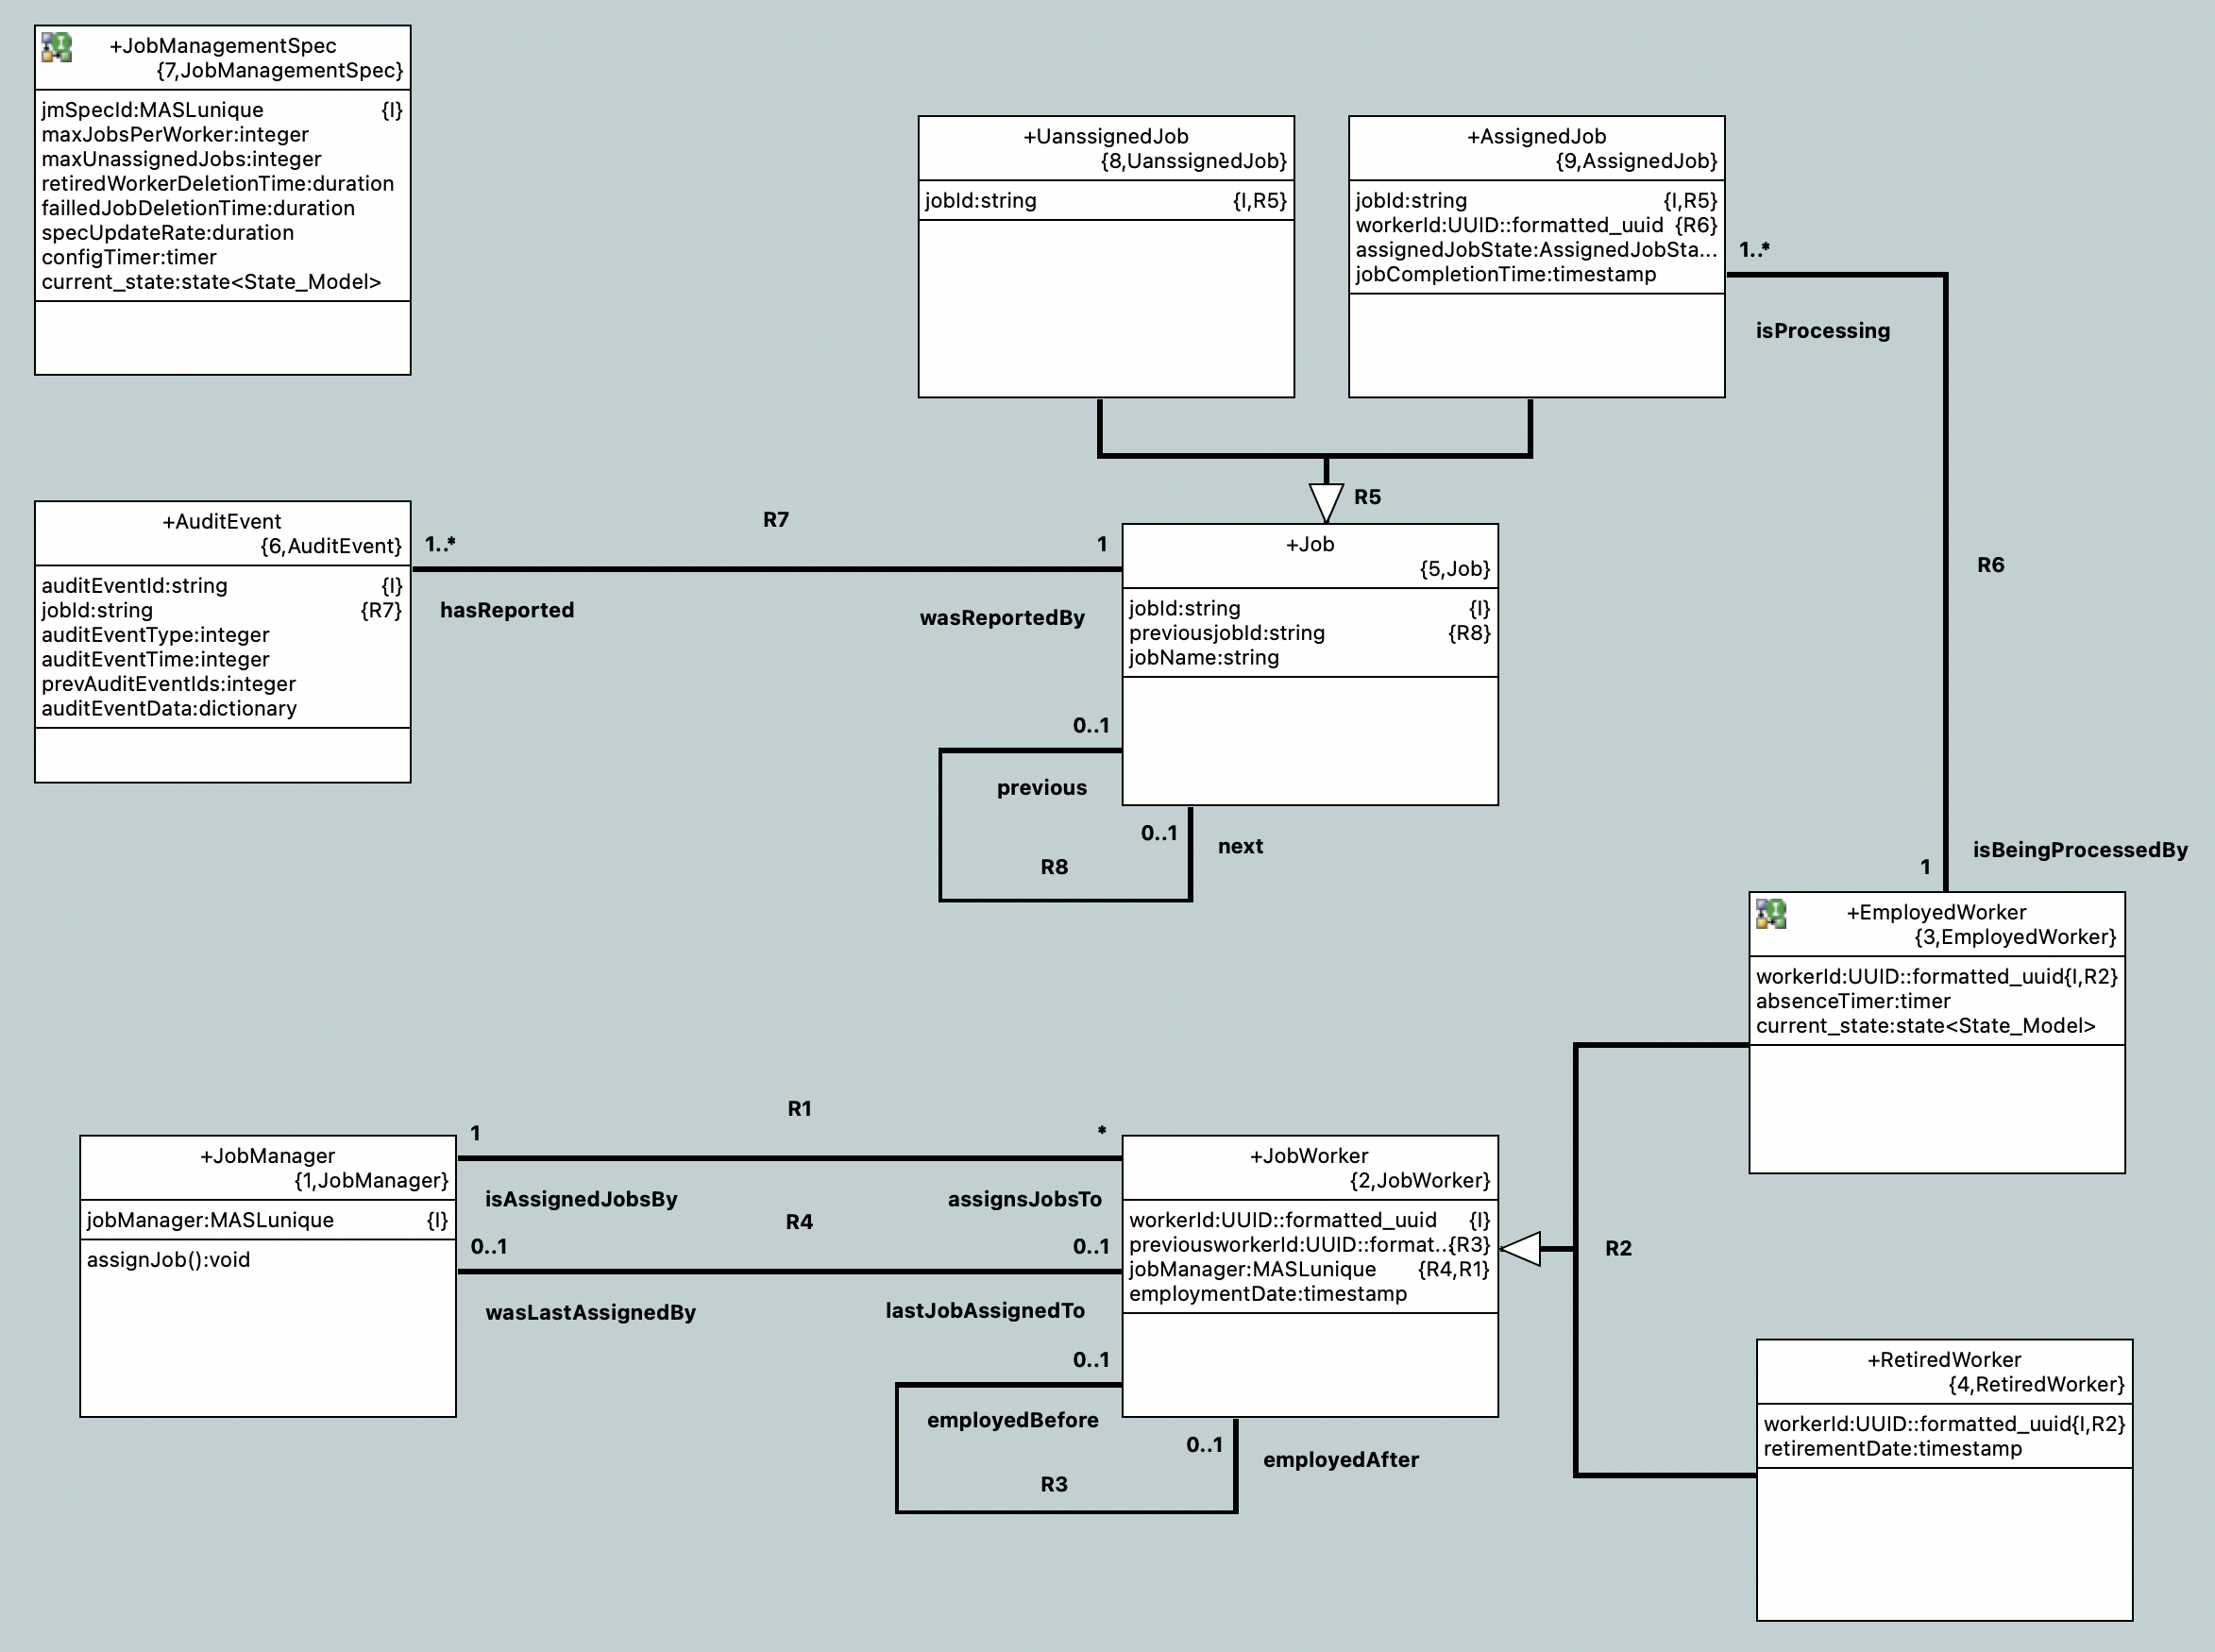 +JobManagementSpec
{7,JobManagementSpec}
jmSpecId:MASLunique {I}
maxJobsPerWorker:integer
maxUnassignedJobs:integer
retiredWorkerDeletionTime:duration
failledJobDeletionTime:duration
specUpdateRate:duration
configTimer:timer
current_state:state<State_Model>
+UanssignedJob
{8,UanssignedJob}
jobId:string {I,R5}
+AssignedJob
{9,AssignedJob}
jobId:string {I,R5}
workerId:UUID::formatted_uuid {R6}
assignedJobState:AssignedJobSta...
jobCompletionTime:timestamp
1..*
isProcessing
R6
isBeingProcessedBy
1
R5
+AuditEvent
{6,AuditEvent}
auditEventId:string {I}
jobId:string {R7}
auditEventType:integer
auditEventTime:integer
prevAuditEventIds:integer
auditEventData:dictionary
R7
1..*
1
hasReported
wasReportedBy
+Job
{5,Job}
jobId:string {I}
previousjobId:string {R8}
jobName:string
0..1
previous
0..1
next
R8
+EmployedWorker
{3,EmployedWorker}
workerId:UUID::formatted_uuid{I,R2}
absenceTimer:timer
current_state:state<State_Model>
+JobManager
{1,JobManager}
jobManager:MASLunique {I}
assignJob():void
R1
1
*
isAssignedJobsBy
assignsJobsTo
R4
0..1
0..1
wasLastAssignedBy
lastJobAssignedTo
+JobWorker
{2,JobWorker}
workerId:UUID::formatted_uuid {I}
previousworkerId:UUID::format...{R3}
jobManager:MASLunique {R4,R1}
employmentDate:timestamp
R2
0..1
employedBefore
0..1
employedAfter
R3
+RetiredWorker
{4,RetiredWorker}
workerId:UUID::formatted_uuid{I,R2}
retirementDate:timestamp